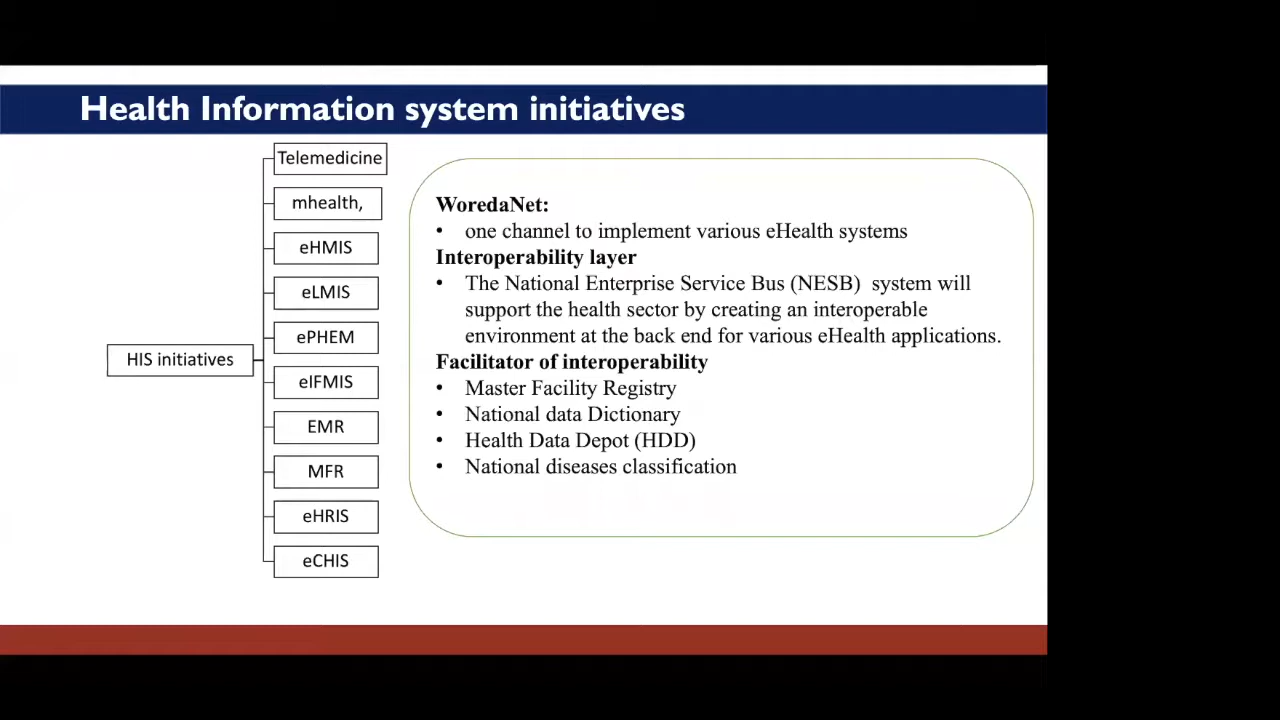 Health Information system initiatives
HIS initiatives
Telemedicine
mhealth,
eHMIS
eLMIS
ePHEM
eIFMIS
EMR
MFR
eHRIS
eCHIS
WoredaNet:
• one channel to implement various eHealth systems
Interoperability layer
• The National Enterprise Service Bus (NESB) system will
support the health sector by creating an interoperable
environment at the back end for various eHealth applications.
Facilitator of interoperability
• Master Facility Registry
• National data Dictionary
• Health Data Depot (HDD)
• National diseases classification